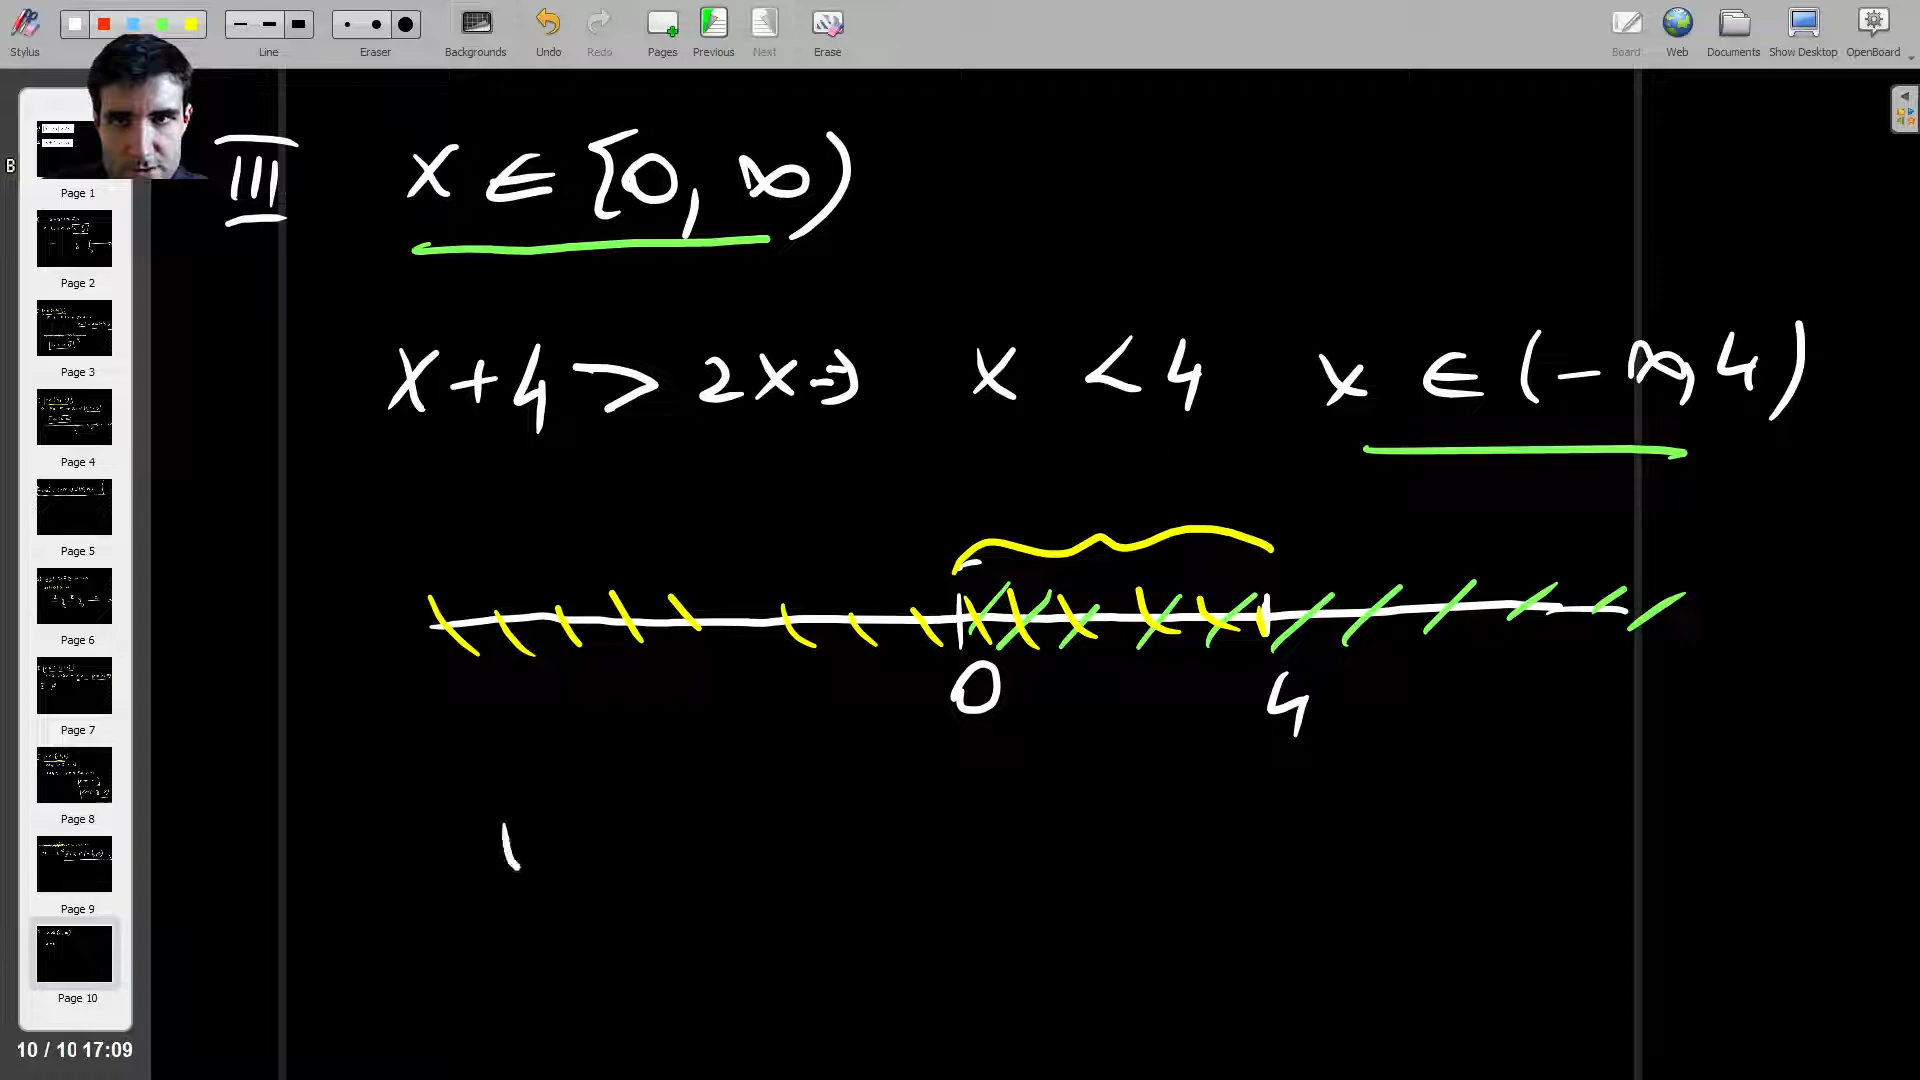 Stylus
Line
Eraser
Backgrounds
Undo
Redo
Pages
Previous
Next
Erase
Board
Web
Documents
Show Desktop
OpenBoard
B
Page 1
Page 2
Page 3
Page 4
Page 5
Page 6
Page 7
Page 8
Page 9
Page 10
10 / 10 17:09
III x ∈ [0, ∞)
x + 4 > 2x ⇒ x < 4 x ∈ (-∞, 4)
0 4